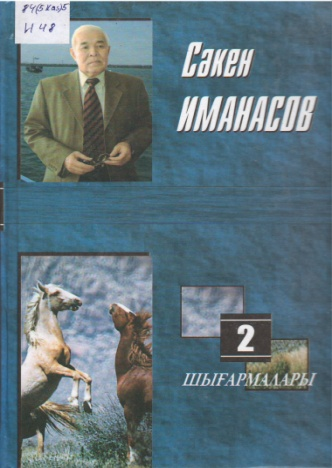 84(5Каз)5
И 48
Сәкен
ИМАНАСОВ
2
ШЫҒАРМАЛАРЫ